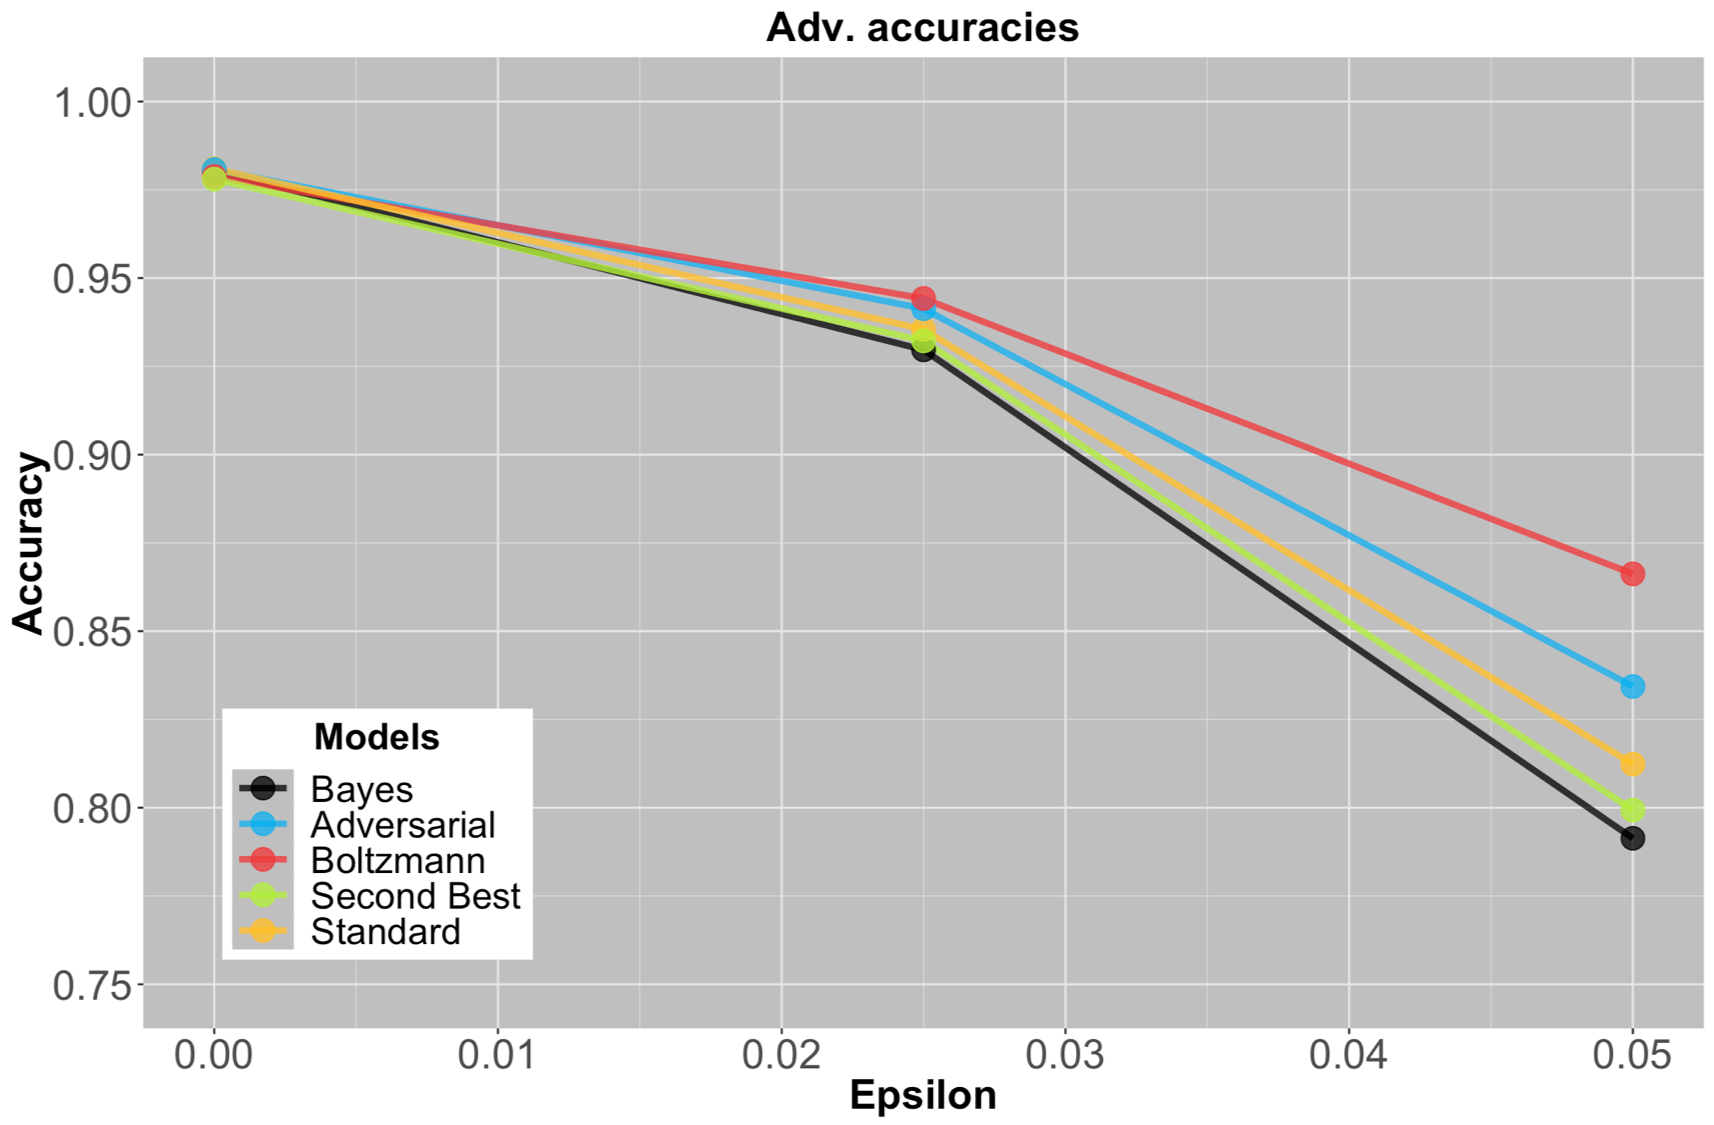 Adv. accuracies
1.00
0.95
0.90
0.85
0.80
0.75
Accuracy
Models
Bayes
Adversarial
Boltzmann
Second Best
Standard
0.00 0.01 0.02 0.03 0.04 0.05
Epsilon